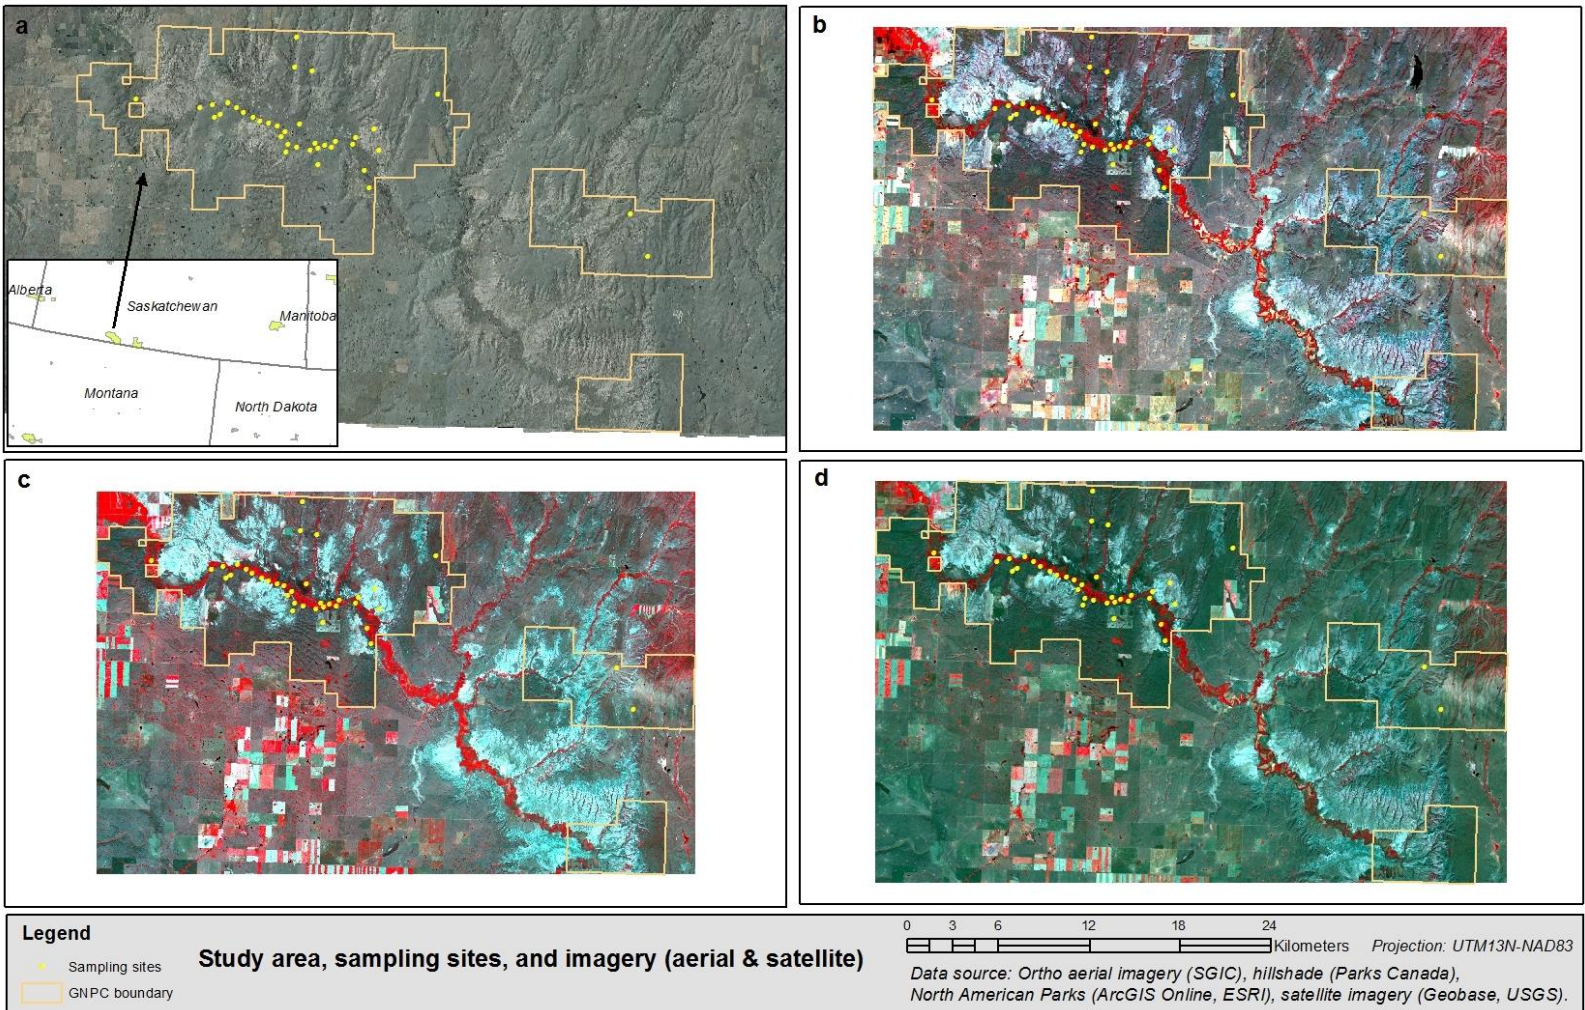 a
Alberta
Saskatchewan
Manitoba
Montana
North Dakota
b
c
d
Legend
Sampling sites
GNPC boundary
Study area, sampling sites, and imagery (aerial & satellite)
0 3 6 12 18 24
Kilometers
Projection: UTM13N-NAD83
Data source: Ortho aerial imagery (SGIC), hillshade (Parks Canada),
North American Parks (ArcGIS Online, ESRI), satellite imagery (Geobase, USGS).